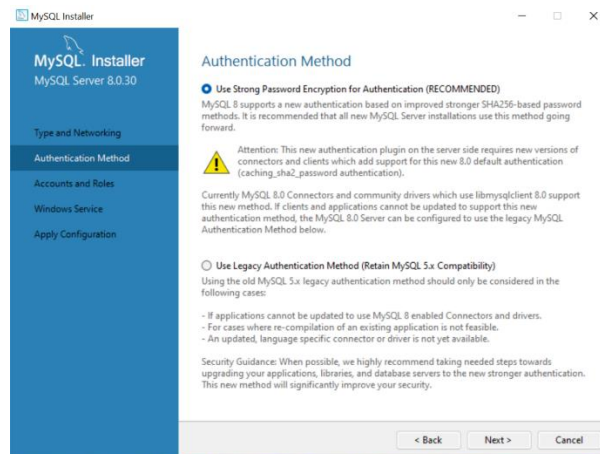 MySQL Installer
MySQL. Installer
MySQL Server 8.0.30
Type and Networking
Authentication Method
Accounts and Roles
Windows Service
Apply Configuration
Authentication Method
Use Strong Password Encryption for Authentication (RECOMMENDED)
MySQL 8 supports a new authentication based on improved stronger SHA256-based password
methods. It is recommended that all new MySQL Server installations use this method going
forward.
Attention: This new authentication plugin on the server side requires new versions of
connectors and clients which add support for this new 8.0 default authentication
(caching_sha2_password authentication).
Currently MySQL 8.0 Connectors and community drivers which use libmysqlclient 8.0 support
this new method. If clients and applications cannot be updated to support this new
authentication method, the MySQL 8.0 Server can be configured to use the legacy MySQL
Authentication Method below.
Use Legacy Authentication Method (Retain MySQL 5.x Compatibility)
Using the old MySQL 5.x legacy authentication method should only be considered in the
following cases:
- If applications cannot be updated to use MySQL 8 enabled Connectors and drivers.
- For cases where re-compilation of an existing application is not feasible.
- An updated, language specific connector or driver is not yet available.
Security Guidance: When possible, we highly recommend taking needed steps towards
upgrading your applications, libraries, and database servers to the new stronger authentication.
This new method will significantly improve your security.
< Back
Next >
Cancel